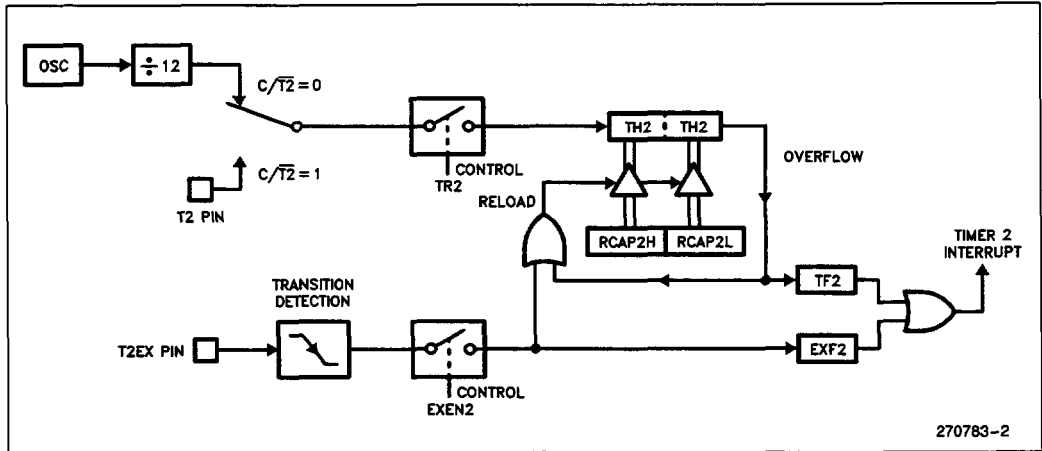 OSC
÷ 12
C/T2̅ = 0
TH2 TH2
CONTROL
TR2
OVERFLOW
C/T2̅ = 1
T2 PIN
RELOAD
RCAP2H RCAP2L
TIMER 2
INTERRUPT
TRANSITION
DETECTION
TF2
T2EX PIN
EXF2
CONTROL
EXEN2
270783-2